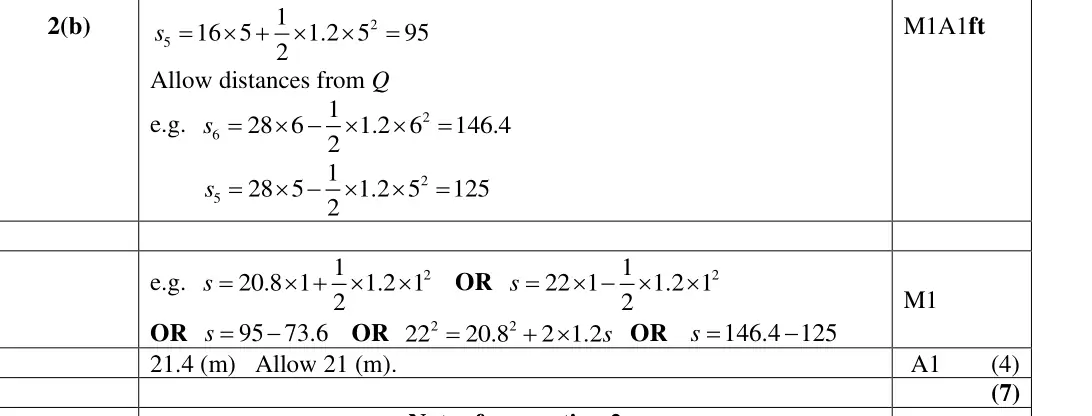 2(b) s₅ = 16×5 + 1/2 ×1.2×5² = 95 M1A1ft
Allow distances from Q
e.g. s₆ = 28×6 − 1/2 ×1.2×6² = 146.4
s₅ = 28×5 − 1/2 ×1.2×5² = 125
e.g. s = 20.8×1 + 1/2 ×1.2×1² OR s = 22×1 − 1/2 ×1.2×1² M1
OR s = 95 − 73.6 OR 22² = 20.8² + 2×1.2s OR s = 146.4 − 125
21.4 (m) Allow 21 (m). A1 (4)
(7)